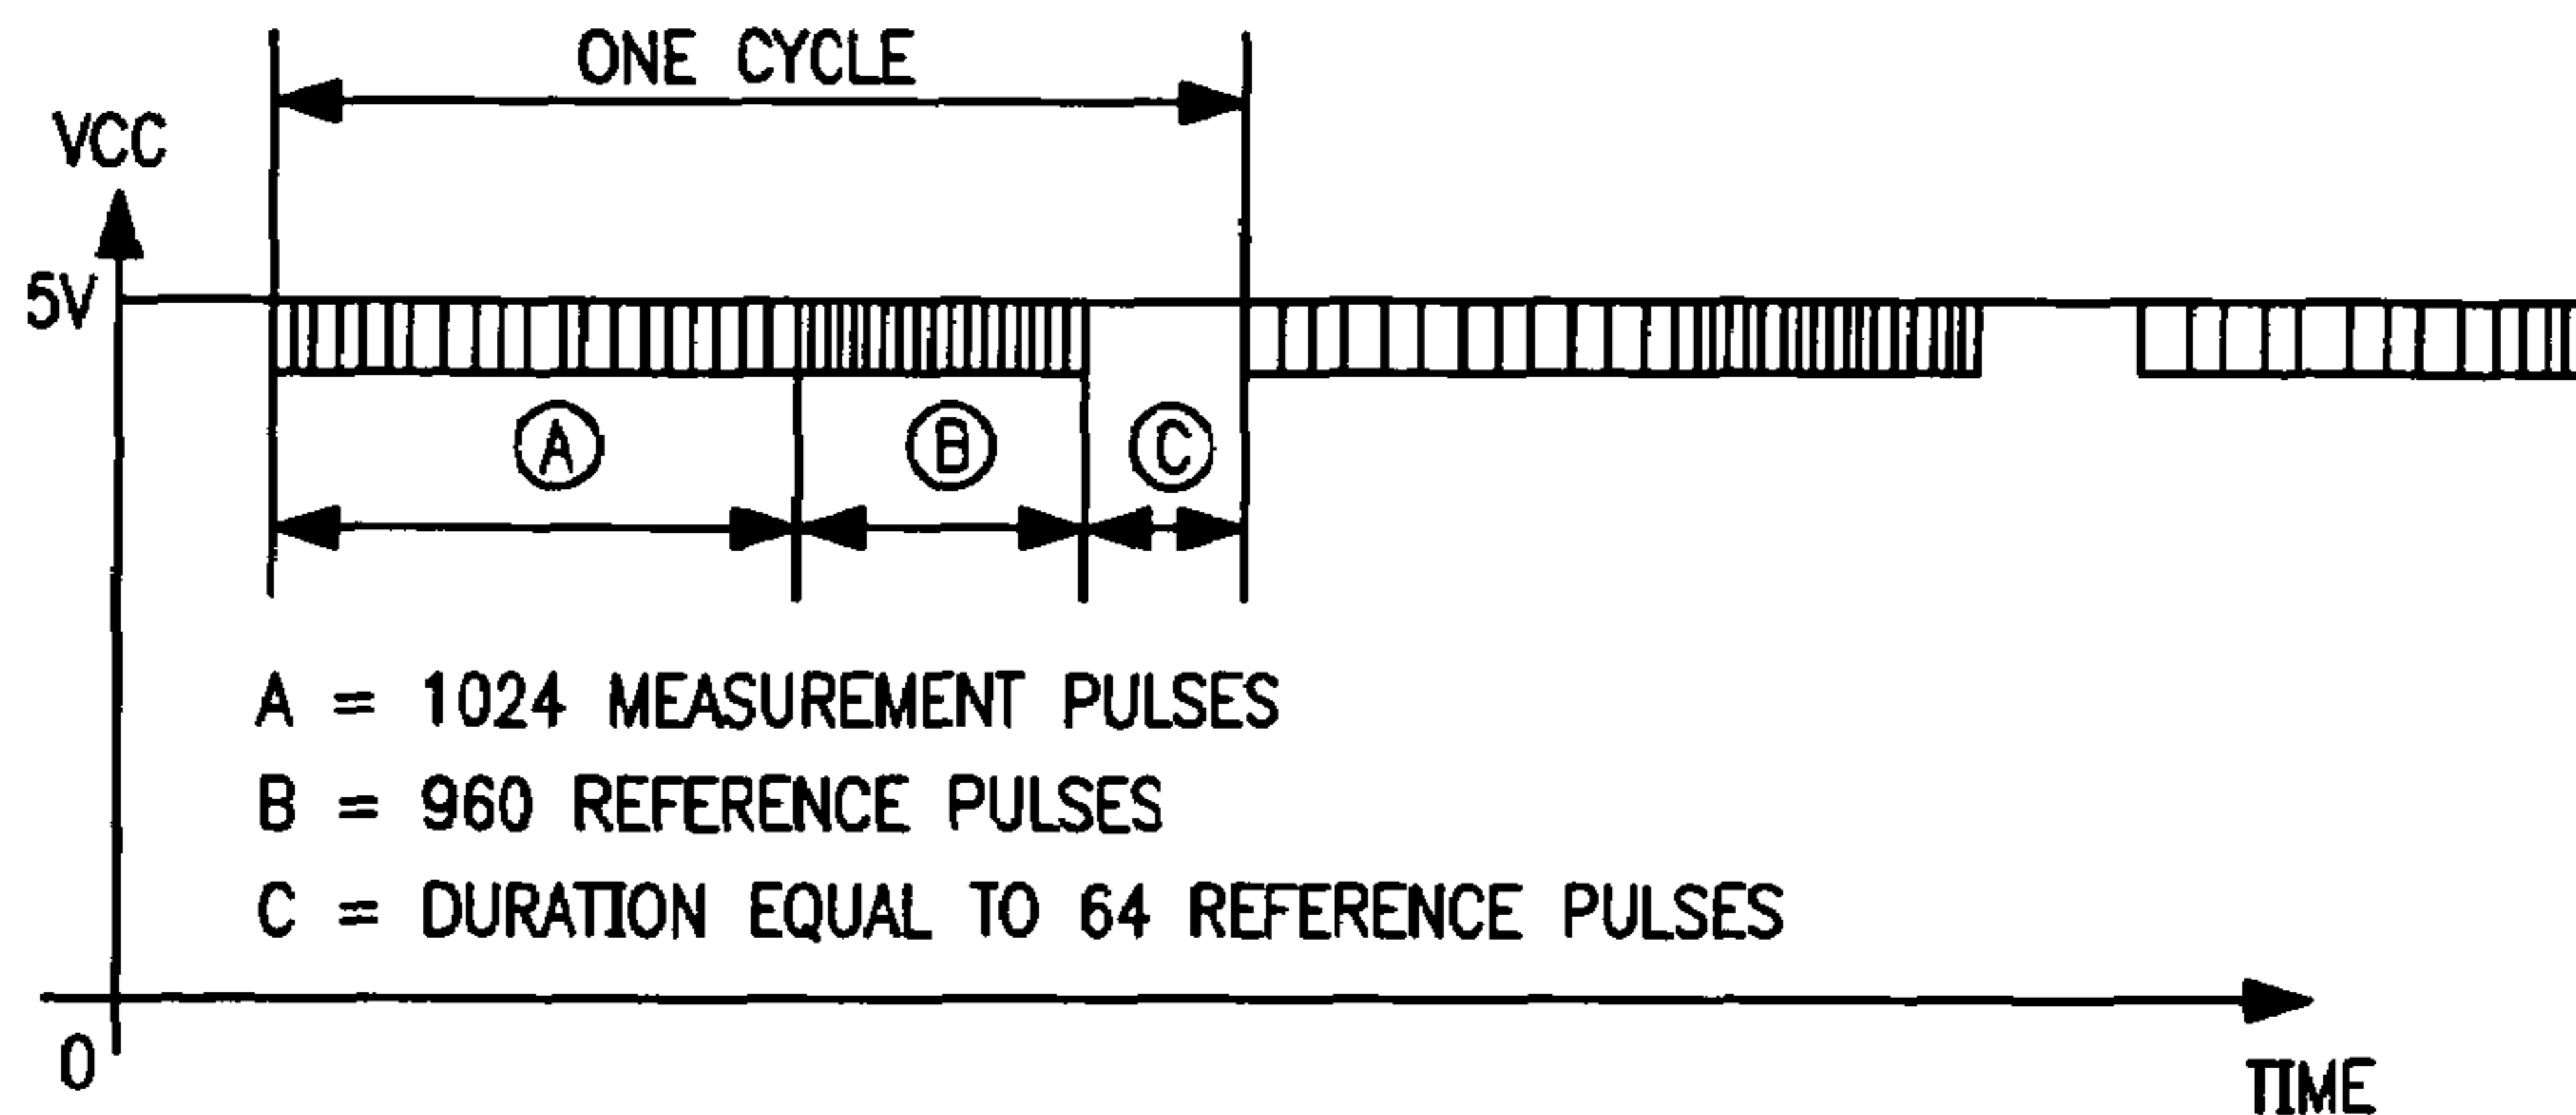 ONE CYCLE
VCC
5V
A
B
C
A = 1024 MEASUREMENT PULSES
B = 960 REFERENCE PULSES
C = DURATION EQUAL TO 64 REFERENCE PULSES
0
TIME